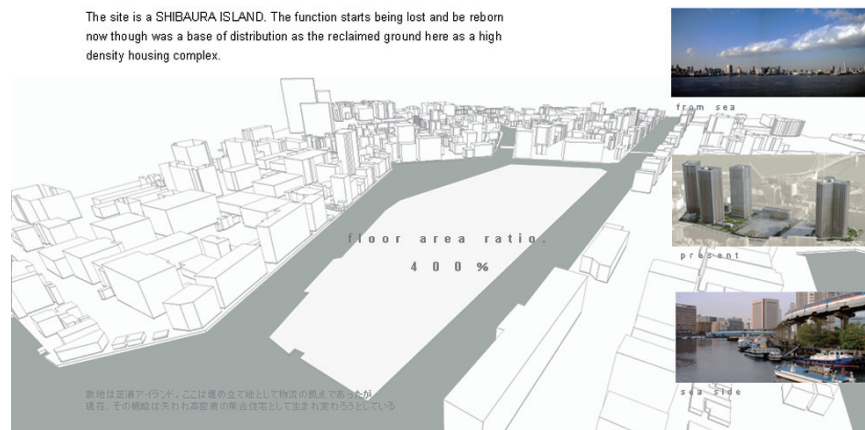 The site is a SHIBAURA ISLAND. The function starts being lost and be reborn
now though was a base of distribution as the reclaimed ground here as a high
density housing complex.
from sea
floor area ratio.
400%
present
敷地は芝浦アイランド。ここは埋め立て地として物流の拠点であったが
現在、その機能は失われ高密度の集合住宅として生まれ変わろうとしている
sea side